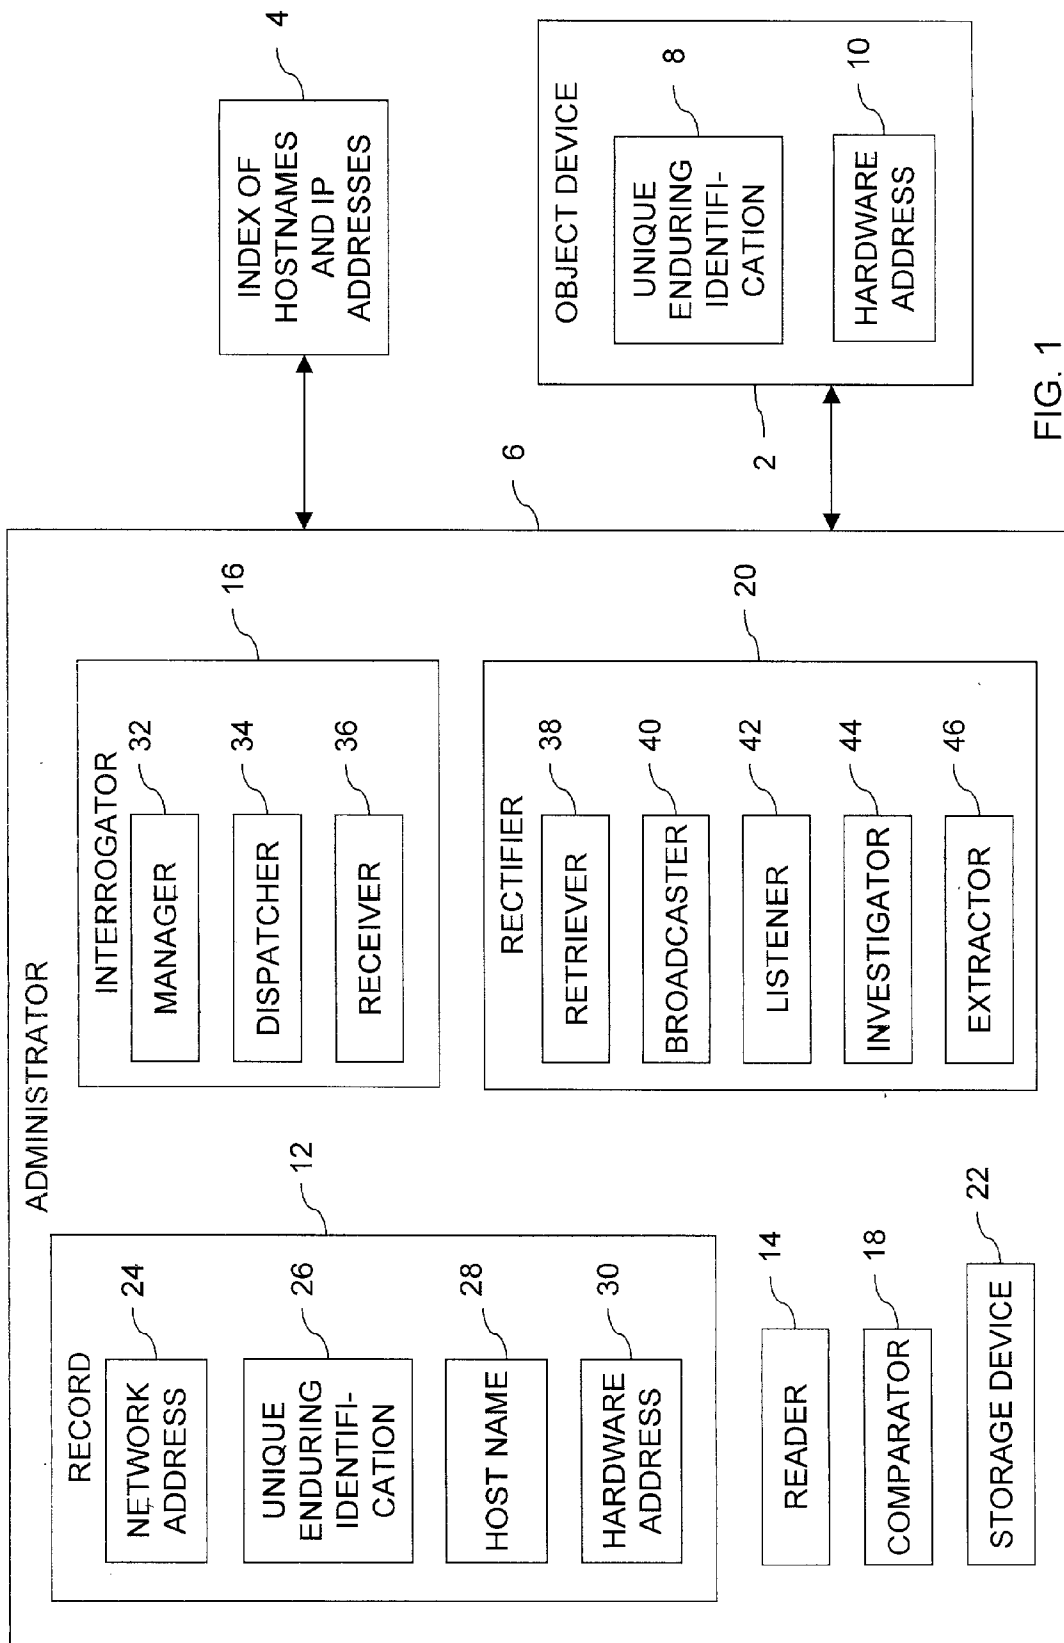 ADMINISTRATOR
RECORD
12
NETWORK
ADDRESS
24
UNIQUE
ENDURING
IDENTIFI-
CATION
26
HOST NAME
28
HARDWARE
ADDRESS
30
READER
14
COMPARATOR
18
STORAGE DEVICE
22
INTERROGATOR
16
MANAGER
32
DISPATCHER
34
RECEIVER
36
RECTIFIER
20
RETRIEVER
38
BROADCASTER
40
LISTENER
42
INVESTIGATOR
44
EXTRACTOR
46
6
INDEX OF
HOSTNAMES
AND IP
ADDRESSES
4
OBJECT DEVICE
2
UNIQUE
ENDURING
IDENTIFI-
CATION
8
HARDWARE
ADDRESS
10
FIG. 1